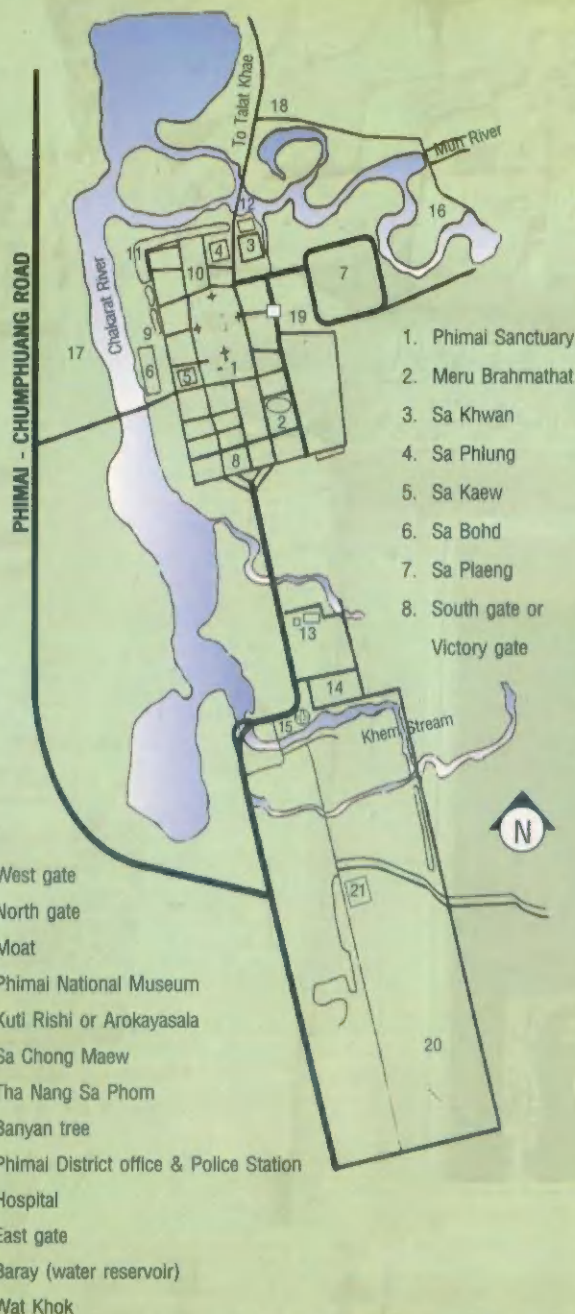 To Talat Khae
18
Mun River
12
16
11
4
3
10
7
PHIMAI - CHUMPHUANG ROAD
Chakarat River
17
9
19
6
5
1
2
8
1. Phimai Sanctuary
2. Meru Brahmathat
3. Sa Khwan
4. Sa Phlung
5. Sa Kaew
6. Sa Bohd
7. Sa Plaeng
8. South gate or
Victory gate
13
14
15
Khem Stream
N
21
20
West gate
North gate
Moat
Phimai National Museum
Kuti Rishi or Arokayasala
Sa Chong Maew
Tha Nang Sa Phom
Banyan tree
Phimai District office & Police Station
Hospital
East gate
Baray (water reservoir)
Wat Khok